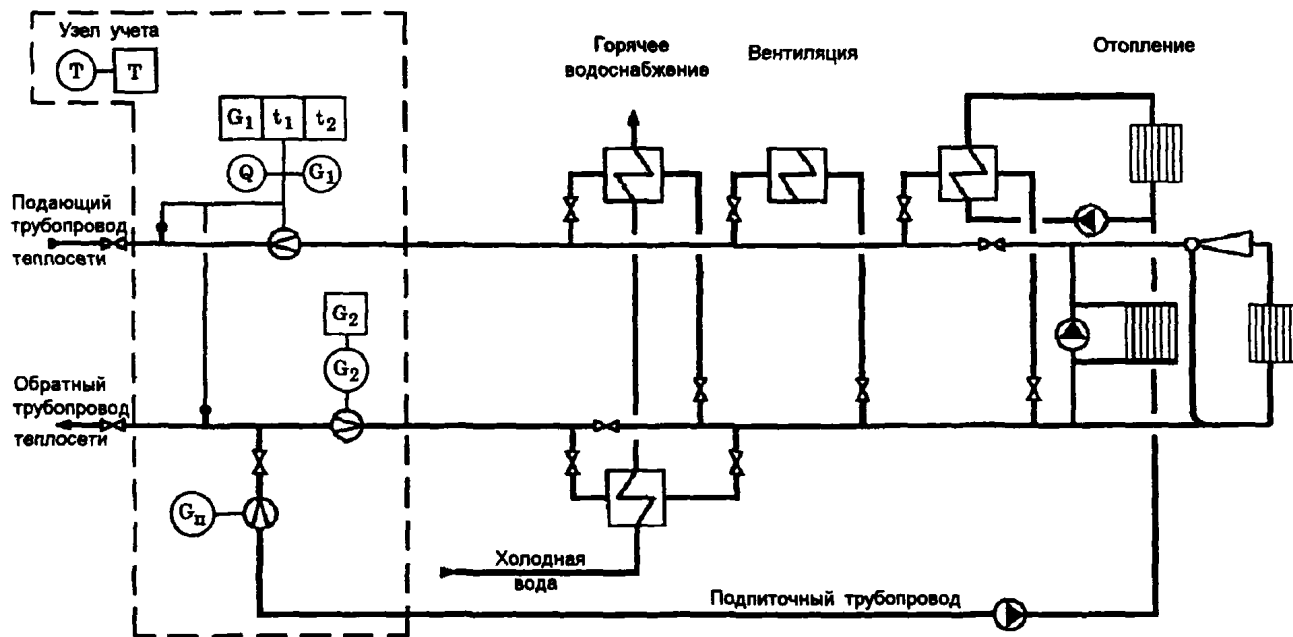 Узел учета
T T
G₁ t₁ t₂
Q G₁
Подающий
трубопровод
теплосети
G₂
G₂
Обратный
трубопровод
теплосети
Gп
Горячее
водоснабжение
Вентиляция
Отопление
Холодная
вода
Подпиточный трубопровод